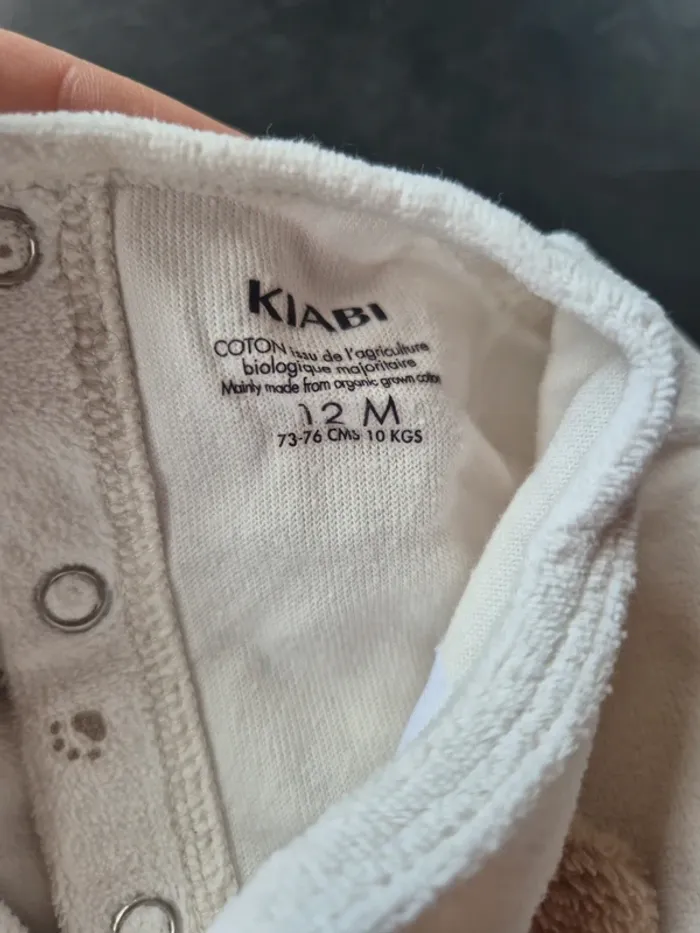 KIABI
COTON issu de l'agriculture
biologique majoritaire
Mainly made from organic grown cotton
12 M
73-76 CMS 10 KGS